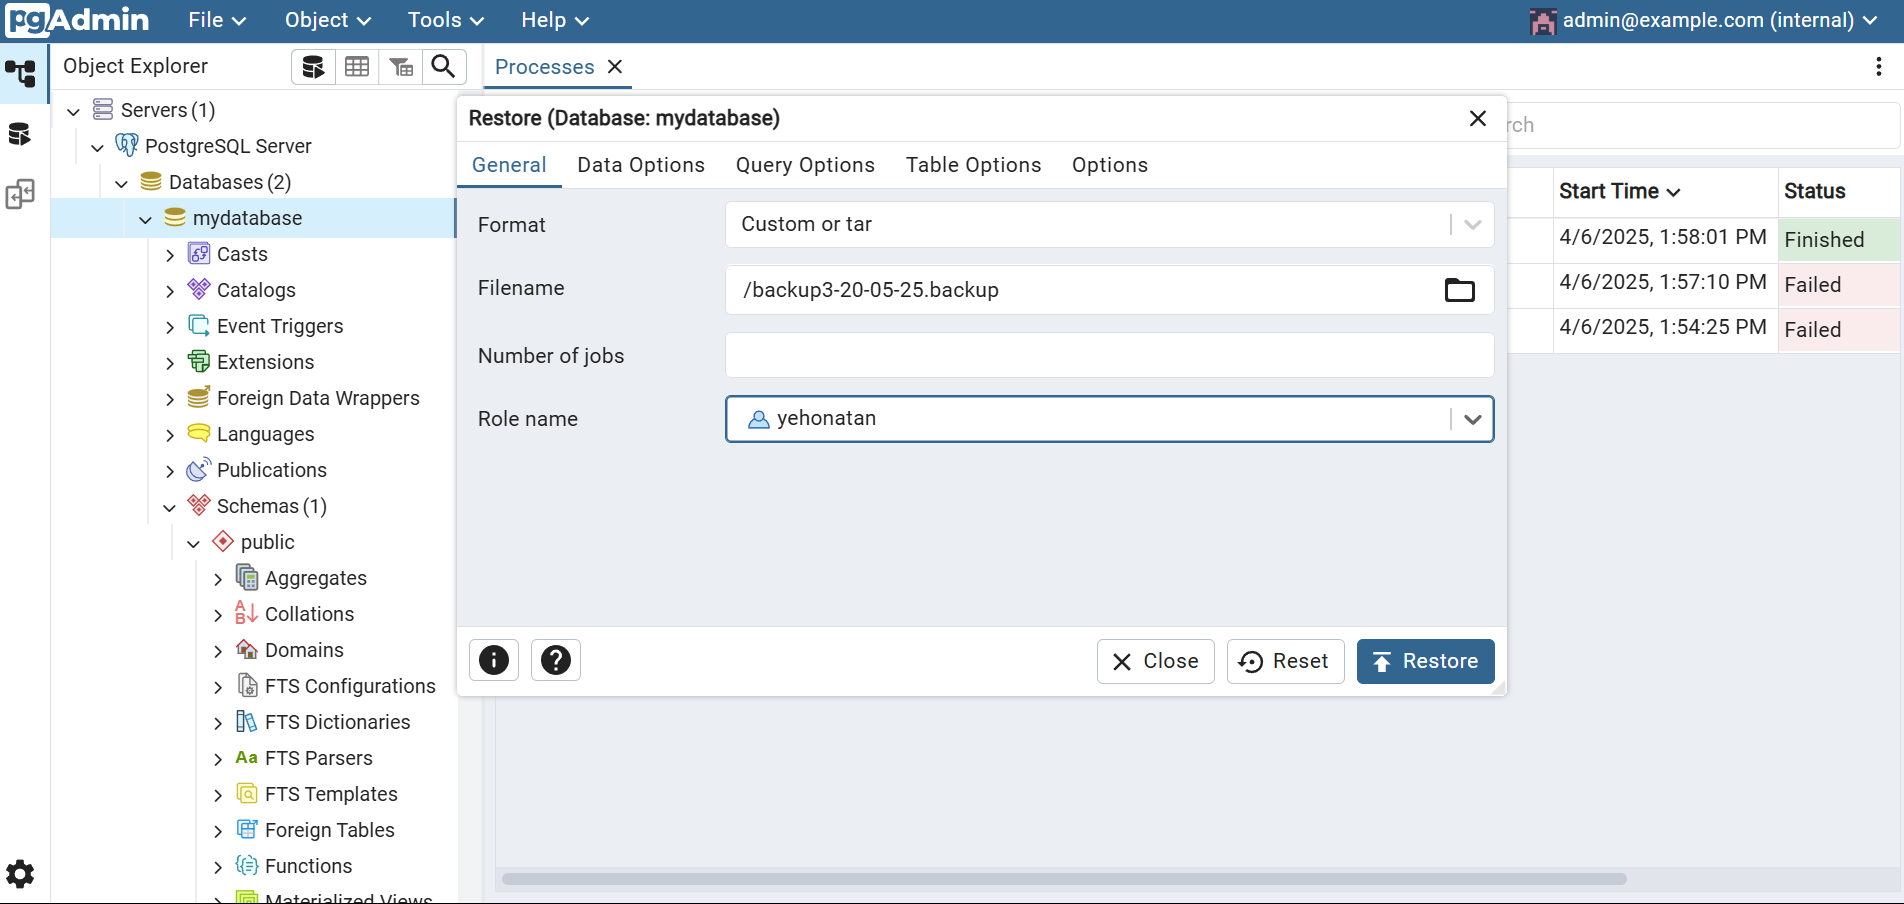 pgAdmin File Object Tools Help admin@example.com (internal)
Object Explorer
Processes
Servers (1)
PostgreSQL Server
Databases (2)
mydatabase
Casts
Catalogs
Event Triggers
Extensions
Foreign Data Wrappers
Languages
Publications
Schemas (1)
public
Aggregates
Collations
Domains
FTS Configurations
FTS Dictionaries
Aa FTS Parsers
FTS Templates
Foreign Tables
Functions
Materialized Views
Restore (Database: mydatabase)
General Data Options Query Options Table Options Options
Format Custom or tar
Filename /backup3-20-05-25.backup
Number of jobs
Role name yehonatan
Close Reset Restore
rch
Start Time Status
4/6/2025, 1:58:01 PM Finished
4/6/2025, 1:57:10 PM Failed
4/6/2025, 1:54:25 PM Failed